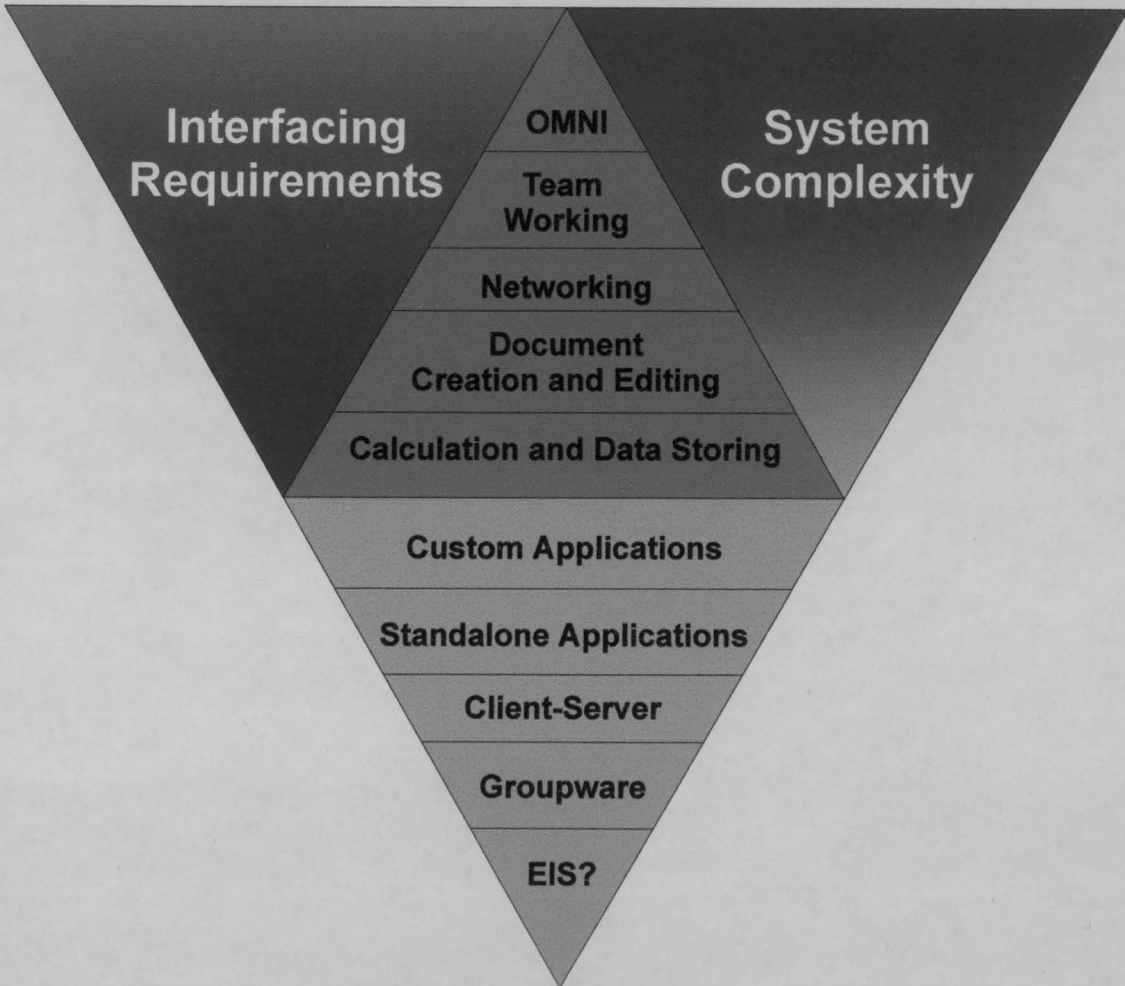 Interfacing
Requirements
System
Complexity
OMNI
Team
Working
Networking
Document
Creation and Editing
Calculation and Data Storing
Custom Applications
Standalone Applications
Client-Server
Groupware
EIS?